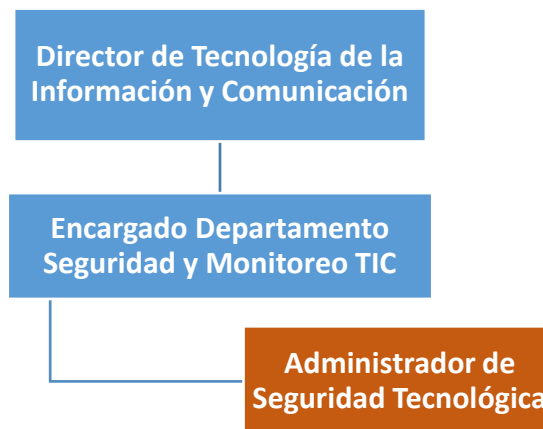 Director de Tecnología de la
Información y Comunicación
Encargado Departamento
Seguridad y Monitoreo TIC
Administrador de
Seguridad Tecnológica